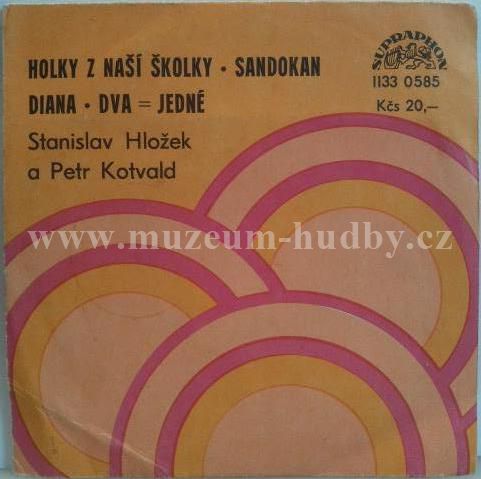 HOLKY Z NAŠÍ ŠKOLKY · SANDOKAN
DIANA · DVA = JEDNÉ
Stanislav Hložek
a Petr Kotvald
SUPRAPHON
1133 0585
Kčs 20,—
www.muzeum-hudby.cz